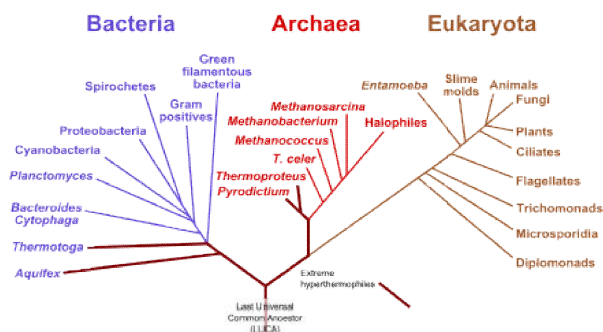 Bacteria
Archaea
Eukaryota
Green
filamentous
bacteria
Spirochetes
Gram
positives
Proteobacteria
Cyanobacteria
Planctomyces
Bacteroides
Cytophaga
Thermotoga
Aquifex
Methanosarcina
Methanobacterium
Halophiles
Methanococcus
T. celer
Thermoproteus
Pyrodictium
Entamoeba
Slime
molds
Animals
Fungi
Plants
Ciliates
Flagellates
Trichomonads
Microsporidia
Diplomonads
Extreme
hyperthermophiles
Last Universal
Common Ancestor
(LUCA)